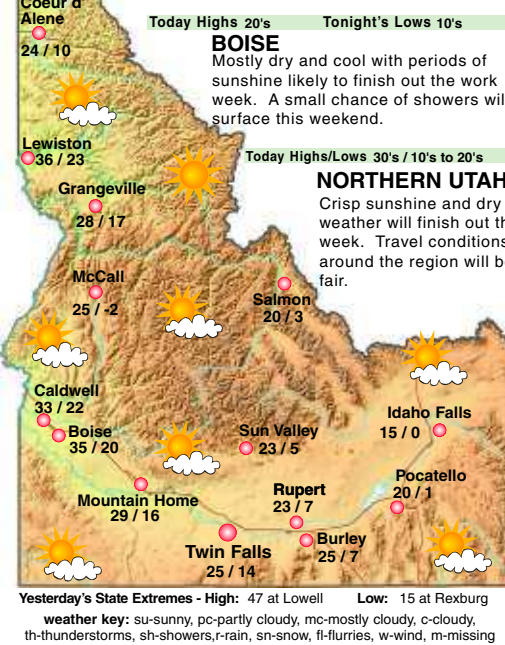 Coeur d'
Alene
24 / 10
Today Highs 20's Tonight's Lows 10's
BOISE
Mostly dry and cool with periods of
sunshine likely to finish out the work
week. A small chance of showers wil
surface this weekend.
Today Highs/Lows 30's / 10's to 20's
NORTHERN UTAH
Crisp sunshine and dry
weather will finish out th
week. Travel conditions
around the region will be
fair.
Lewiston
36 / 23
Grangeville
28 / 17
McCall
25 / -2
Salmon
20 / 3
Caldwell
33 / 22
Boise
35 / 20
Sun Valley
23 / 5
Idaho Falls
15 / 0
Mountain Home
29 / 16
Rupert
23 / 7
Pocatello
20 / 1
Twin Falls
25 / 14
Burley
25 / 7
Yesterday's State Extremes - High: 47 at Lowell Low: 15 at Rexburg
weather key: su-sunny, pc-partly cloudy, mc-mostly cloudy, c-cloudy,
th-thunderstorms, sh-showers,r-rain, sn-snow, fl-flurries, w-wind, m-missing